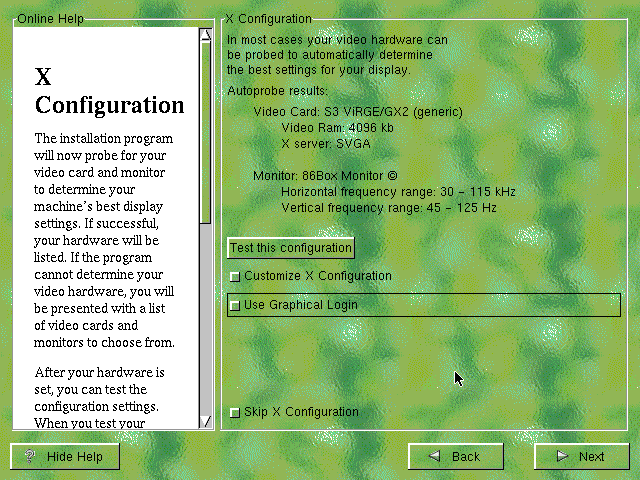 Online Help
X
Configuration
The installation program
will now probe for your
video card and monitor
to determine your
machine's best display
settings. If successful,
your hardware will be
listed. If the program
cannot determine your
video hardware, you will
be presented with a list
of video cards and
monitors to choose from.
After your hardware is
set, you can test the
configuration settings.
When you test your
X Configuration
In most cases your video hardware can
be probed to automatically determine
the best settings for your display.
Autoprobe results:
Video Card: S3 ViRGE/GX2 (generic)
Video Ram: 4096 kb
X server: SVGA
Monitor: 86Box Monitor ©
Horizontal frequency range: 30 - 115 kHz
Vertical frequency range: 45 - 125 Hz
Test this configuration
Customize X Configuration
Use Graphical Login
Skip X Configuration
? Hide Help
Back
Next